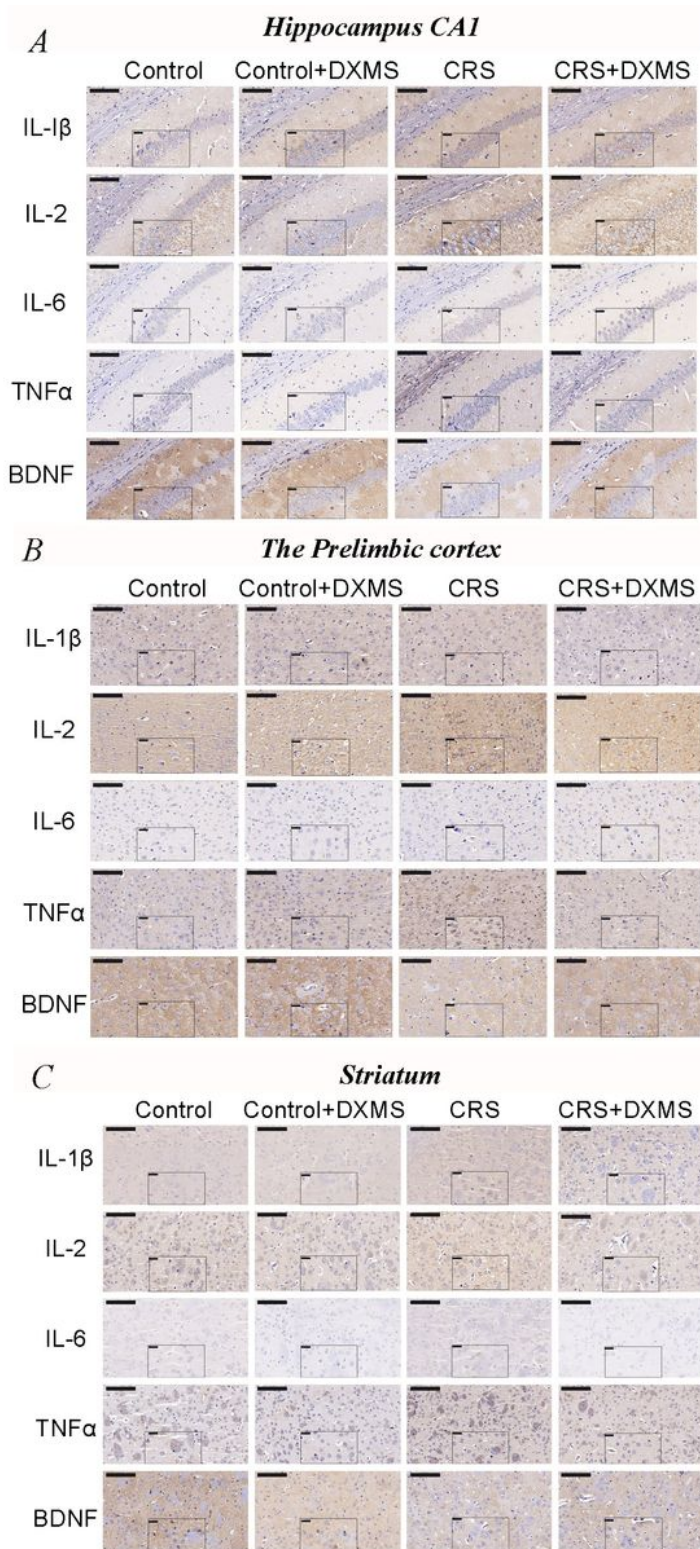 A Hippocampus CA1
Control Control+DXMS CRS CRS+DXMS
IL-Iβ
IL-2
IL-6
TNFα
BDNF
B The Prelimbic cortex
Control Control+DXMS CRS CRS+DXMS
IL-1β
IL-2
IL-6
TNFα
BDNF
C Striatum
Control Control+DXMS CRS CRS+DXMS
IL-1β
IL-2
IL-6
TNFα
BDNF